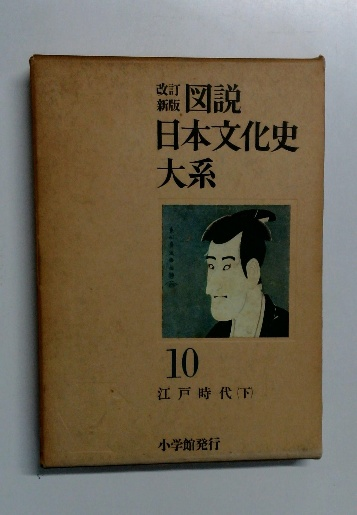 改訂新版 図説
日本文化史
大系
10
江戸時代(下)
小学館発行